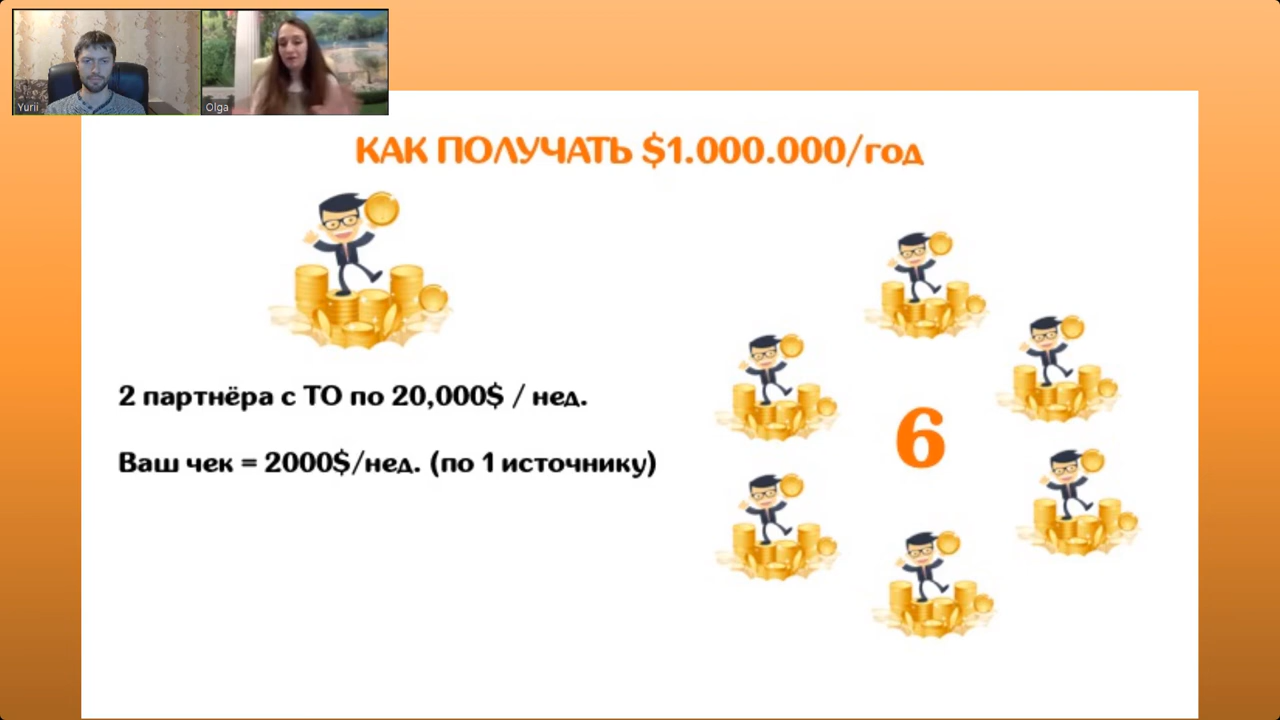 Yurii
Olga
КАК ПОЛУЧАТЬ $1.000.000/год
2 партнёра с ТО по 20,000$ / нед.
Ваш чек = 2000$/нед. (по 1 источнику)
6